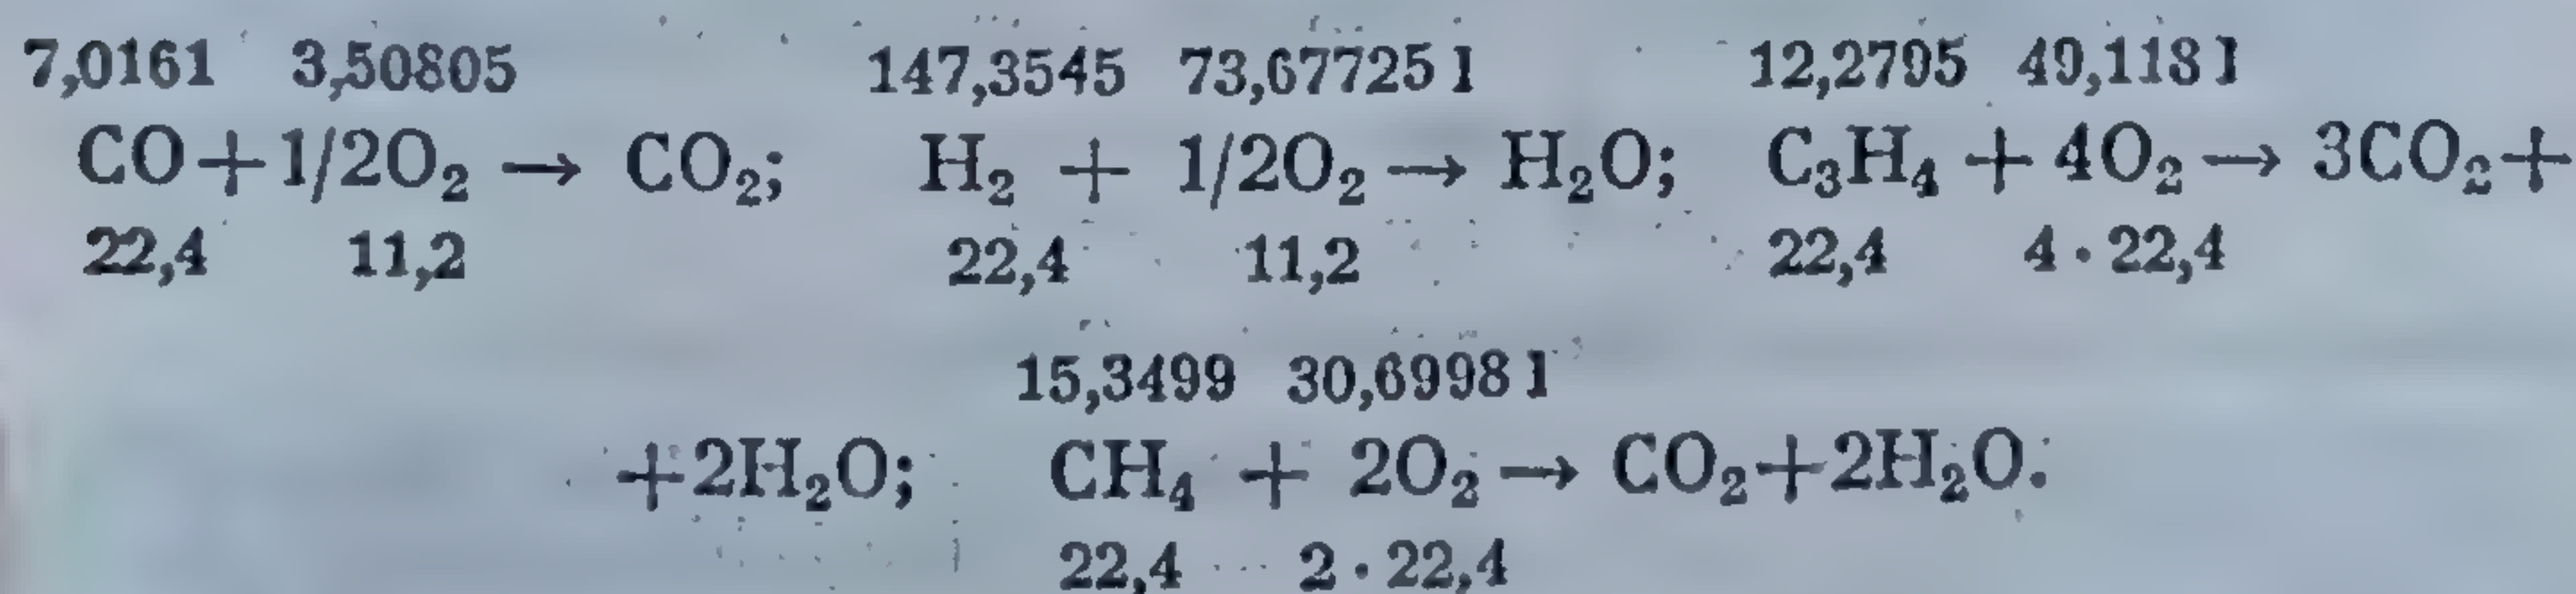 7,0161 3,50805 147,3545 73,67725 l 12,2795 49,118 l
CO+1/2O₂ → CO₂; H₂ + 1/2O₂ → H₂O; C₃H₄ + 4O₂ → 3CO₂+
22,4 11,2 22,4 11,2 22,4 4 · 22,4
15,3499 30,6998 l
+2H₂O; CH₄ + 2O₂ → CO₂+2H₂O.
22,4 2 · 22,4